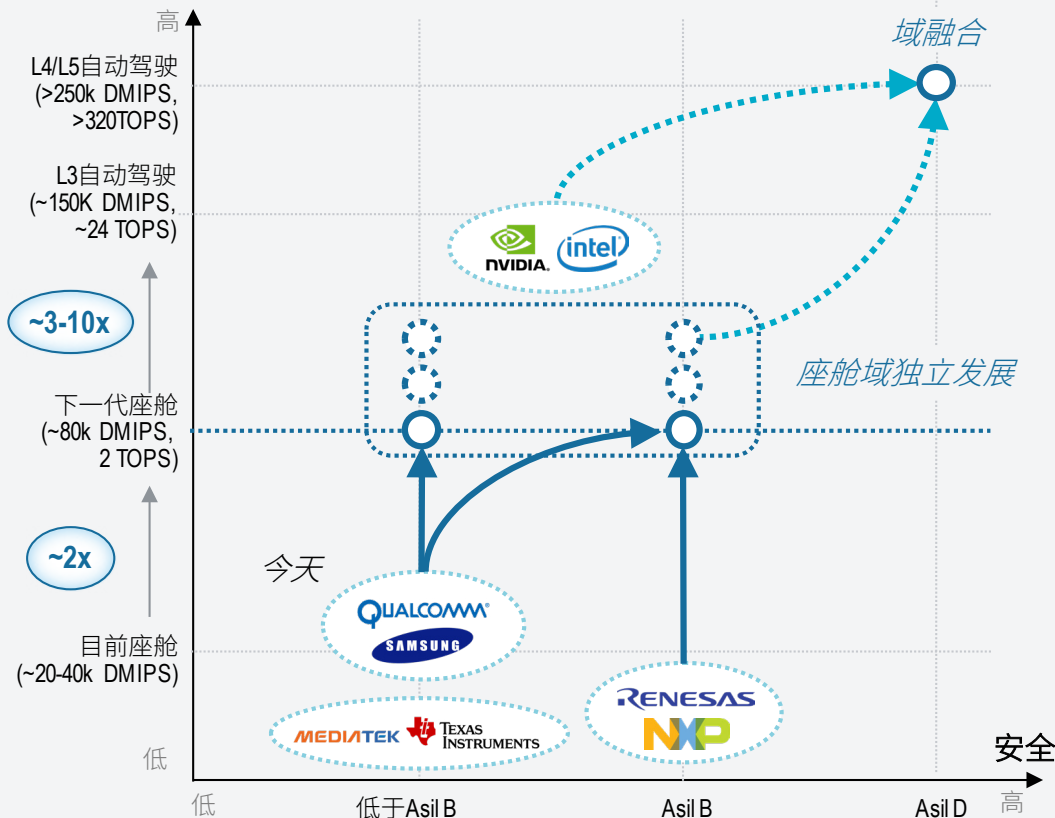 高
域融合
L4/L5自动驾驶
(>250k DMIPS,
>320TOPS)
L3自动驾驶
(~150K DMIPS,
~24 TOPS)
NVIDIA.
intel
~3-10x
座舱域独立发展
下一代座舱
(~80k DMIPS,
2 TOPS)
~2x
今天
QUALCOMM®
SAMSUNG
目前座舱
(~20-40k DMIPS)
RENESAS
NXP
MEDIATEK
TEXAS
INSTRUMENTS
低
安全
低
低于Asil B
Asil B
Asil D
高